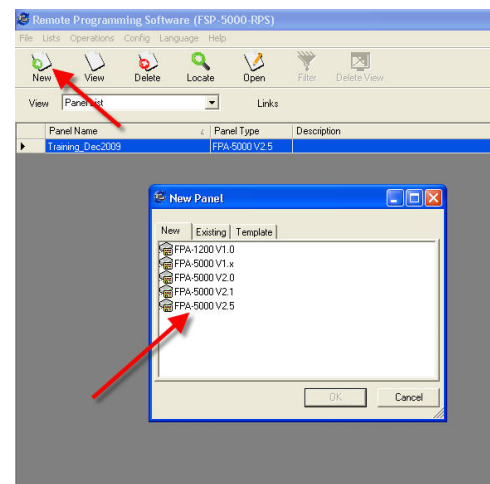 Remote Programming Software (FSP-5000-RPS)
File Lists Operations Config Language Help
New View Delete Locate Open Filter Delete View
View Panel List Links
Panel Name Panel Type Description
Training_Dec2009 FPA-5000 V2.5
New Panel
New Existing Template
FPA-1200 V1.0
FPA-5000 V1.x
FPA-5000 V2.0
FPA-5000 V2.1
FPA-5000 V2.5
OK Cancel